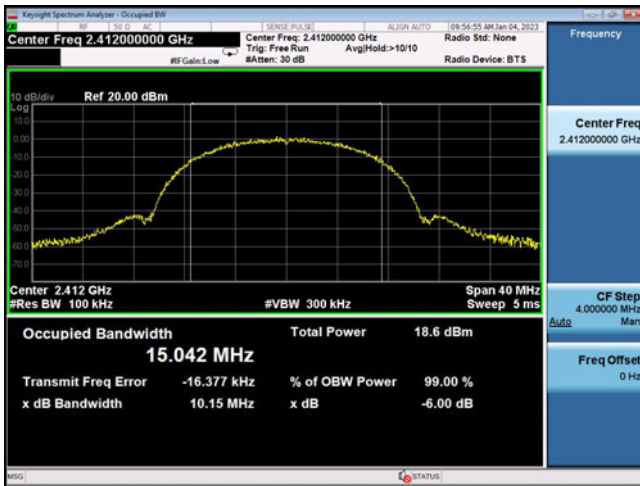 Keysight Spectrum Analyzer - Occupied BW
RF 50 Ω AC SENSE:PULSE ALIGN AUTO 09:56:55 AM Jan 04, 2023
Center Freq 2.412000000 GHz
Center Freq: 2.412000000 GHz
Radio Std: None
Trig: Free Run Avg|Hold:>10/10
#IFGain:Low
#Atten: 30 dB
Radio Device: BTS
Frequency
10 dB/div Ref 20.00 dBm
Log
10.0
0.00
-10.0
-20.0
-30.0
-40.0
-50.0
-60.0
-70.0
Center Freq
2.412000000 GHz
Center 2.412 GHz
Span 40 MHz
#Res BW 100 kHz
#VBW 300 kHz
Sweep 5 ms
CF Step
4.000000 MHz
Auto Man
Occupied Bandwidth
15.042 MHz
Total Power 18.6 dBm
Transmit Freq Error -16.377 kHz
% of OBW Power 99.00 %
x dB Bandwidth 10.15 MHz
x dB -6.00 dB
Freq Offset
0 Hz
MSG
STATUS